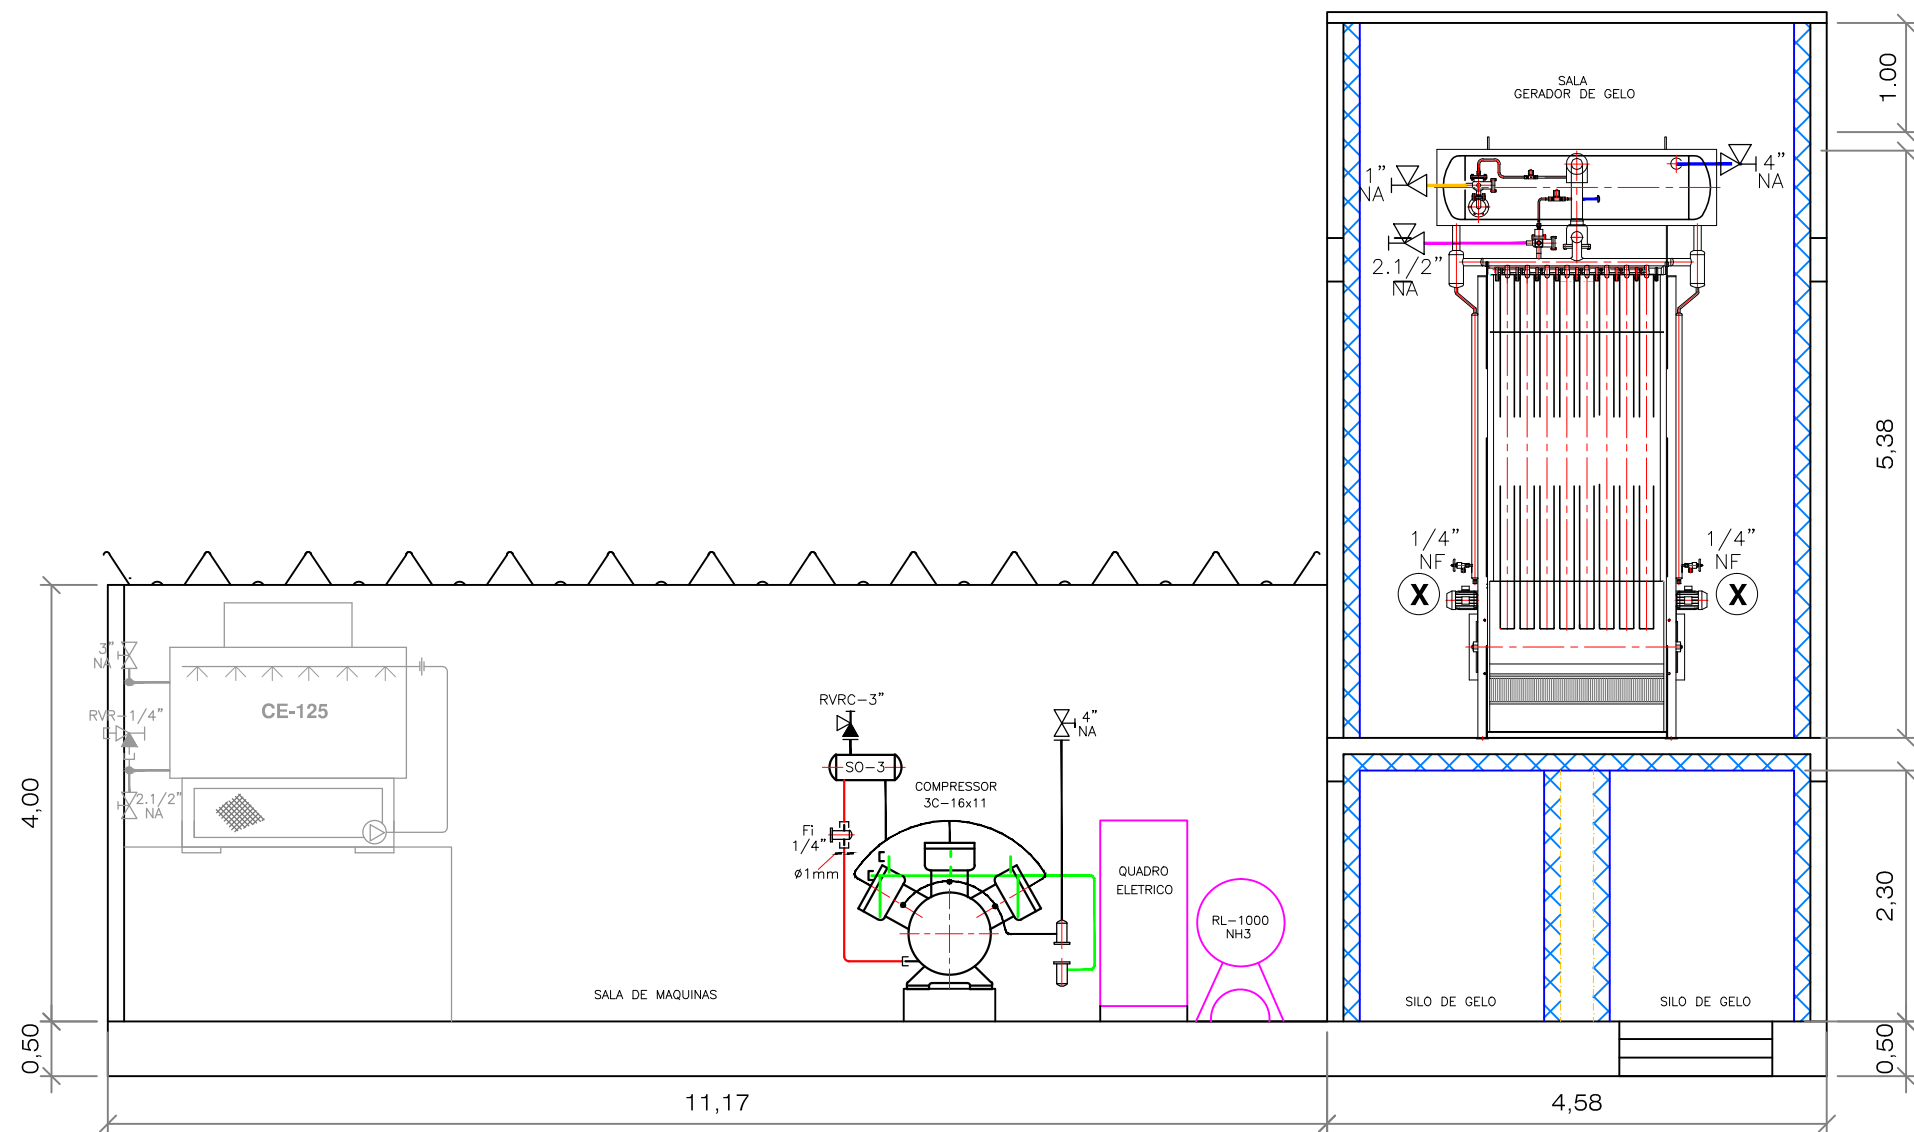 SALA
GERADOR DE GELO
1.00
1"
NA
4"
NA
2.1/2"
NA
5,38
1/4"
NF
X
1/4"
NF
X
3"
NA
CE-125
RVR-1/4"
2.1/2"
NA
4,00
RVRC-3"
4"
NA
SO-3
COMPRESSOR
3C-16x11
Fi
1/4"
ø1mm
QUADRO
ELETRICO
RL-1000
NH3
2,30
SALA DE MAQUINAS
SILO DE GELO
SILO DE GELO
0,50
0,50
11,17
4,58